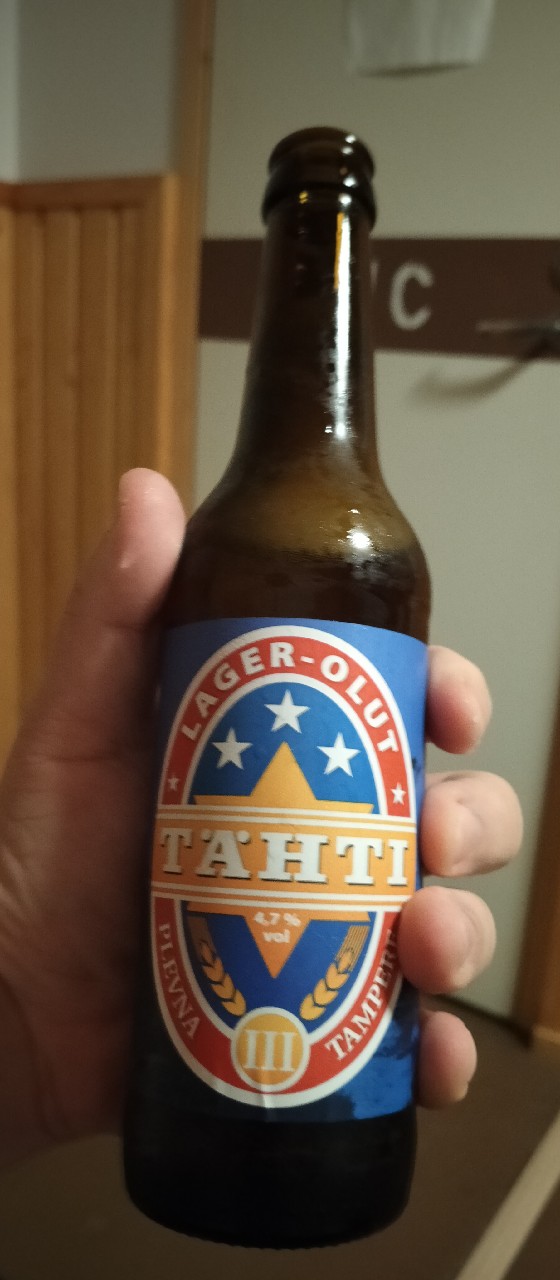 WC
LAGER-OLUT
TÄHTI
4,7 %
vol
PLEVNA
TAMPERE
III